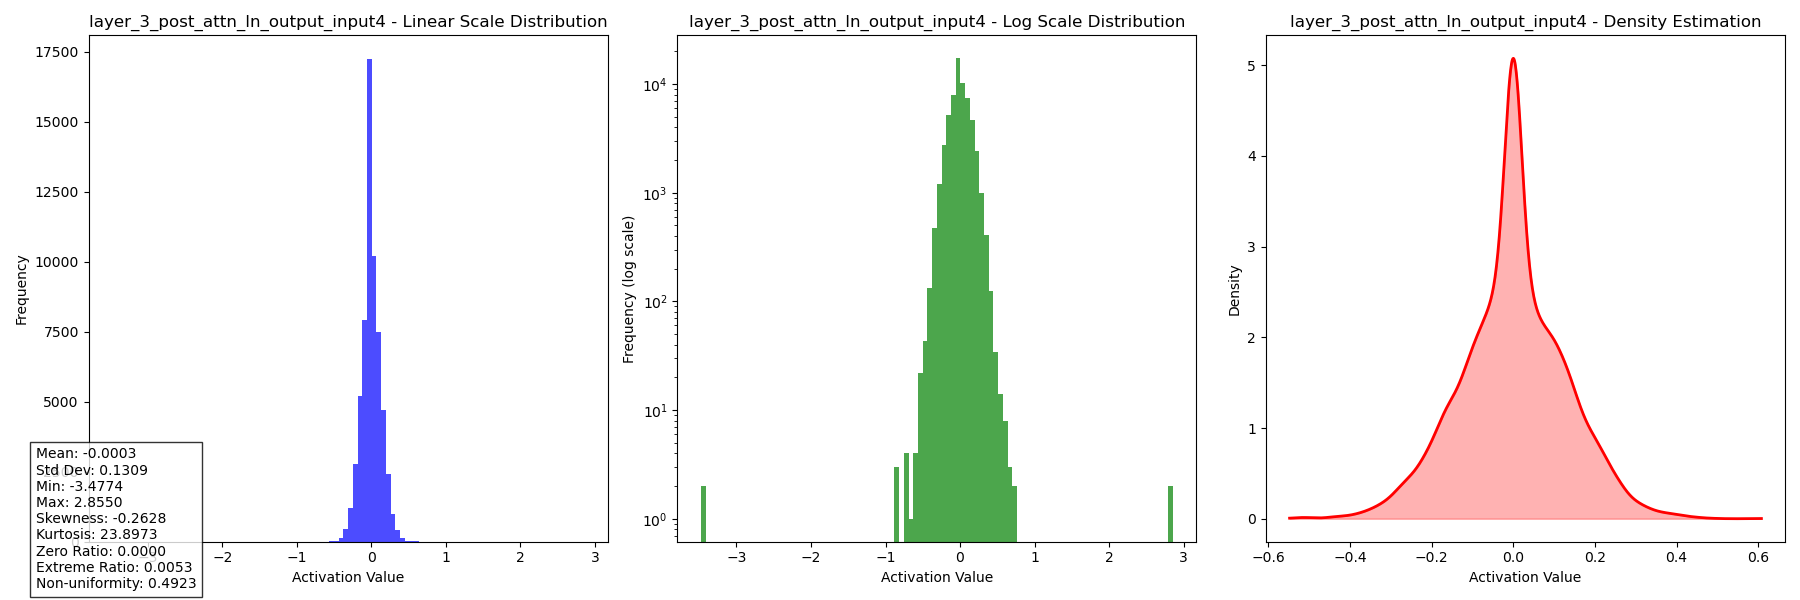 layer_3_post_attn_ln_output_input4 - Linear Scale Distribution
17500
15000
12500
10000
7500
5000
Frequency
−2
−1
0
1
2
3
Activation Value
Mean: -0.0003
Std Dev: 0.1309
Min: -3.4774
Max: 2.8550
Skewness: -0.2628
Kurtosis: 23.8973
Zero Ratio: 0.0000
Extreme Ratio: 0.0053
Non-uniformity: 0.4923
layer_3_post_attn_ln_output_input4 - Log Scale Distribution
10⁴
10³
10²
10¹
10⁰
Frequency (log scale)
−3
−2
−1
0
1
2
3
Activation Value
layer_3_post_attn_ln_output_input4 - Density Estimation
5
4
3
2
1
0
Density
−0.6
−0.4
−0.2
0.0
0.2
0.4
0.6
Activation Value